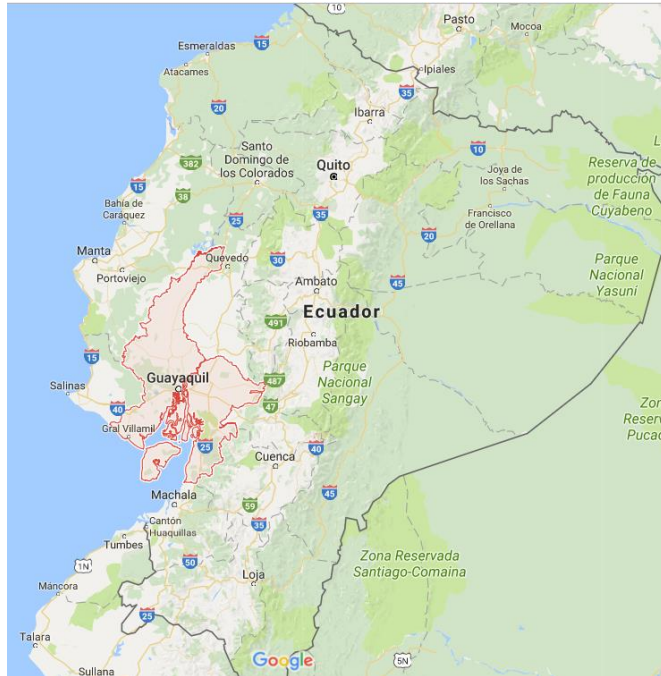 10
Pasto
Mocoa
Esmeraldas
15
Atacames
Ipiales
35
20
Ibarra
Santo
Domingo de
los Colorados
382
Quito
10
Joya de
los Sachas
Reserva de
producción
de Fauna
Cuyabeno
15
38
Bahía de
Caráquez
25
35
Francisco
de Orellana
20
Manta
Portoviejo
Quevedo
30
Parque
Nacional
Yasuní
Ambato
45
Ecuador
491
Riobamba
15
Parque
Nacional
Sangay
Guayaquil
487
Salinas
40
47
Zon
Reserv
Pucac
Gral Villamil
25
40
Cuenca
45
Machala
59
35
Cantón
Huaquillas
Tumbes
1N
50
Zona Reservada
Santiago-Comaina
Loja
Máncora
25
Talara
Google
5N
Sullana